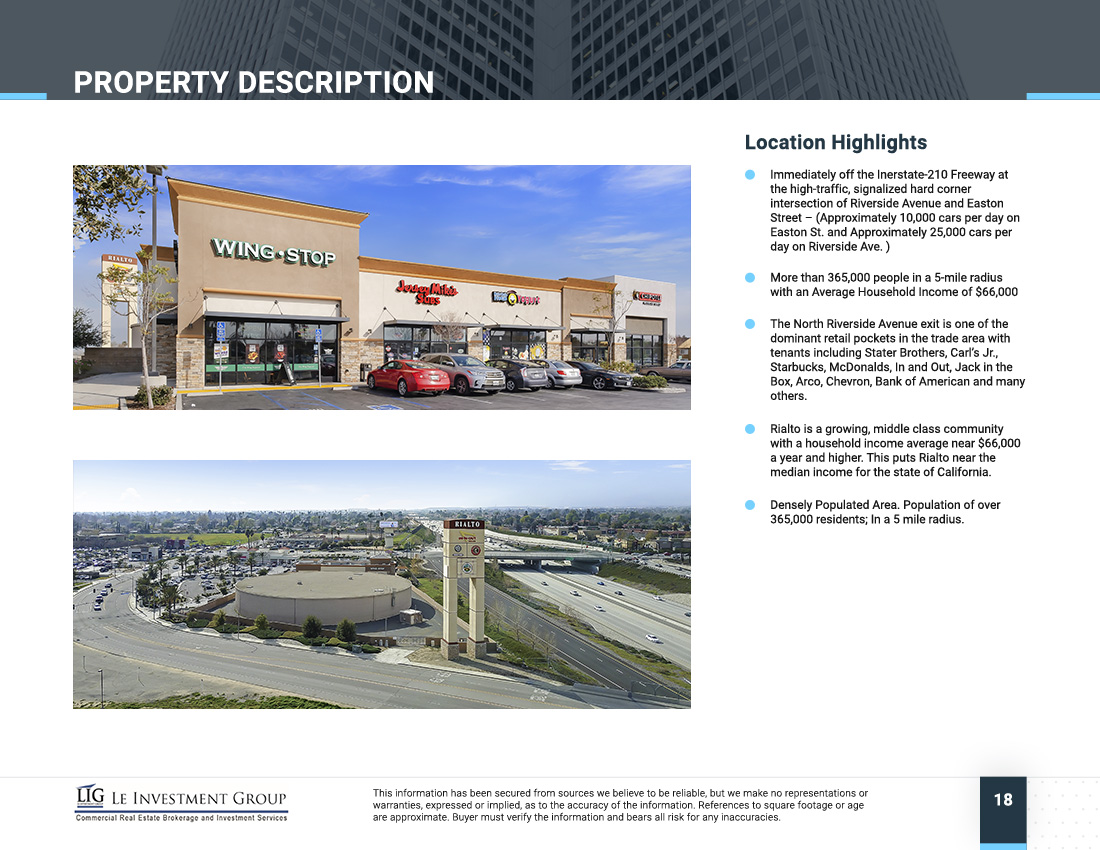 PROPERTY DESCRIPTION
RIALTO
WING STOP
Jersey Mike's
Subs
RIALTO
Location Highlights
Immediately off the Inerstate-210 Freeway at
the high-traffic, signalized hard corner
intersection of Riverside Avenue and Easton
Street – (Approximately 10,000 cars per day on
Easton St. and Approximately 25,000 cars per
day on Riverside Ave. )
More than 365,000 people in a 5-mile radius
with an Average Household Income of $66,000
The North Riverside Avenue exit is one of the
dominant retail pockets in the trade area with
tenants including Stater Brothers, Carl's Jr.,
Starbucks, McDonalds, In and Out, Jack in the
Box, Arco, Chevron, Bank of American and many
others.
Rialto is a growing, middle class community
with a household income average near $66,000
a year and higher. This puts Rialto near the
median income for the state of California.
Densely Populated Area. Population of over
365,000 residents; In a 5 mile radius.
LIG LE INVESTMENT GROUP
Commercial Real Estate Brokerage and Investment Services
This information has been secured from sources we believe to be reliable, but we make no representations or
warranties, expressed or implied, as to the accuracy of the information. References to square footage or age
are approximate. Buyer must verify the information and bears all risk for any inaccuracies.
18